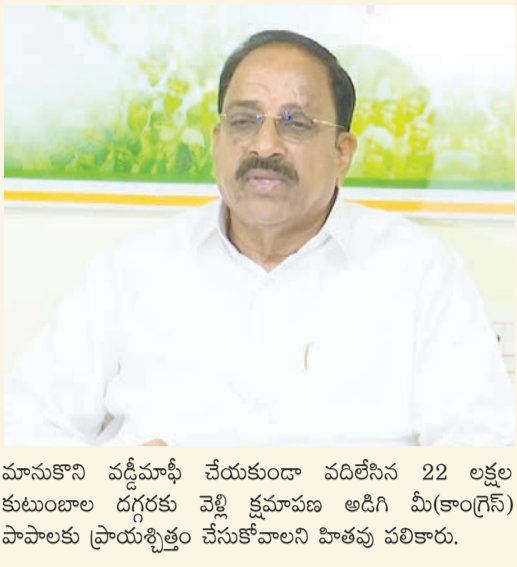 మానుకొని వడ్డీమాఫీ చేయకుండా వదిలేసిన 22 లక్షల
కుటుంబాల దగ్గరకు వెళ్లి క్షమాపణ అడిగి మీ(కాంగ్రెస్)
పాపాలకు ప్రాయశ్చిత్తం చేసుకోవాలని హితవు పలికారు.